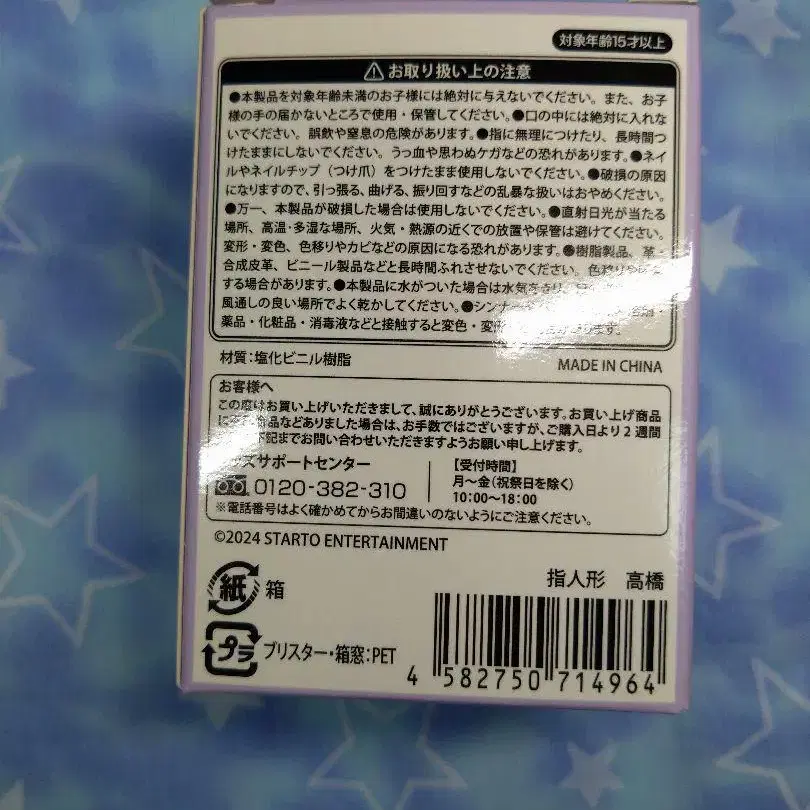 対象年齢15才以上
お取り扱い上の注意
●本製品を対象年齢未満のお子様には絶対に与えないでください。また、お子
様の手の届かないところで使用・保管してください。●口の中には絶対に入れな
いでください。誤飲や窒息の危険があります。●指に無理につけたり、長時間つ
けたままにしないでください。うっ血や思わぬケガなどの恐れがあります。●ネイ
ルやネイルチップ（つけ爪）をつけたまま使用しないでください。●破損の原因
になりますので、引っ張る、曲げる、振り回すなどの乱暴な扱いはおやめください。
●万一、本製品が破損した場合は使用しないでください。●直射日光が当たる
場所、高温・多湿な場所、火気・熱源の近くでの放置や保管は避けてください。
変形・変色、色移りやカビなどの原因になる恐れがあります。●樹脂製品、革・
合成皮革、ビニール製品などと長時間ふれさせないでください。色移り
する場合があります。●本製品に水がついた場合は水気を
風通しの良い場所でよく乾かしてください。●シンナー
薬品・化粧品・消毒液などと接触すると変色・変形
材質：塩化ビニル樹脂
MADE IN CHINA
お客様へ
この度はお買い上げいただきまして、誠にありがとうございます。お買い上げ商品
に 商品などありました場合は、お手数ではございますが、ご購入日より2週間
下記までお問い合わせいただきますようお願い申し上げます。
ズサポートセンター
0120-382-310
【受付時間】
月〜金（祝祭日を除く）
10:00〜18:00
※電話番号はよく確かめてからお間違いのないようにご注意ください。
©2024 STARTO ENTERTAINMENT
指人形 高橋
紙 箱
プラ ブリスター・箱窓：PET
4 582750 714964